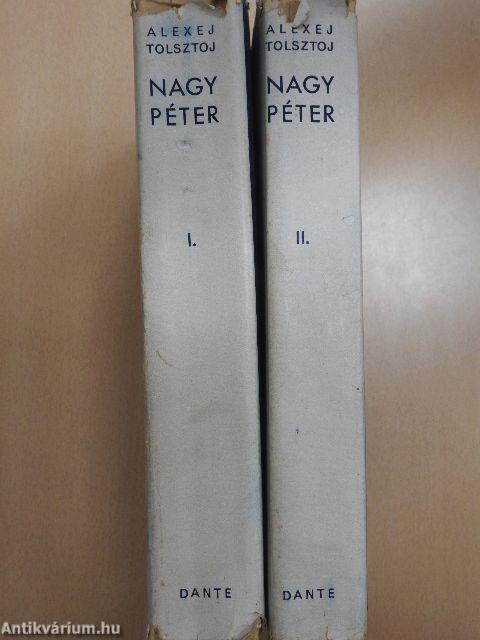 ALEXEJ
TOLSZTOJ
NAGY
PÉTER
I.
DANTE
ALEXEJ
TOLSZTOJ
NAGY
PÉTER
II.
DANTE
Antikvárium.hu